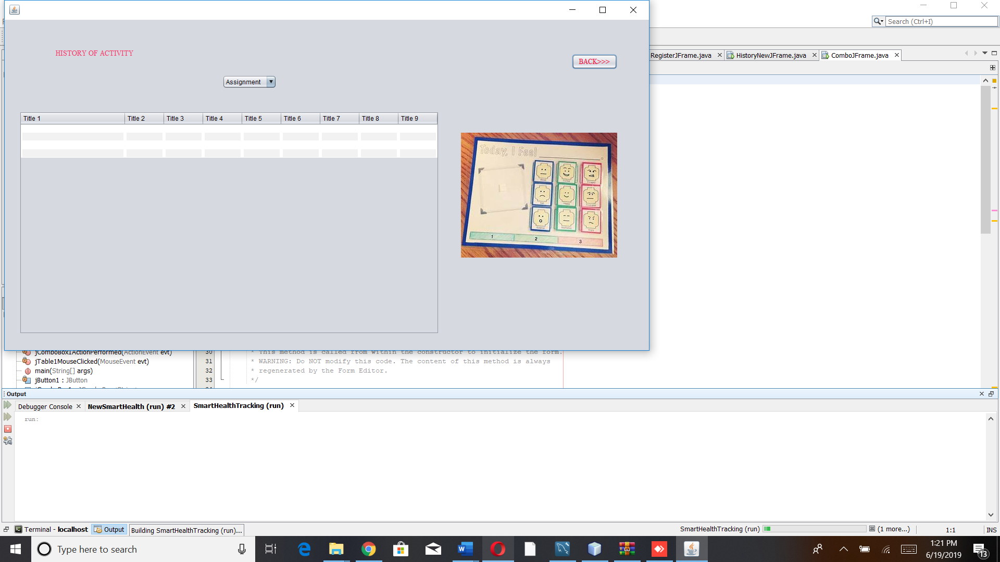 Search (Ctrl+I)
HISTORY OF ACTIVITY
BACK>>>
RegisterJFrame.java
HistoryNewJFrame.java
ComboJFrame.java
Assignment
Title 1
Title 2
Title 3
Title 4
Title 5
Title 6
Title 7
Title 8
Title 9
Today, I Feel
1
2
3
jComboBox1ActionPerformed(ActionEvent evt)
jTable1MouseClicked(MouseEvent evt)
main(String[] args)
jButton1 : JButton
30 * This method is called from within the constructor to initialize the form.
31 * WARNING: Do NOT modify this code. The content of this method is always
32 * regenerated by the Form Editor.
33 */
Output
Debugger Console
NewSmartHealth (run) #2
SmartHealthTracking (run)
run:
Terminal - localhost
Output
Building SmartHealthTracking (run)...
SmartHealthTracking (run)
(1 more...)
1:1
INS
Type here to search
1:21 PM
6/19/2019
13